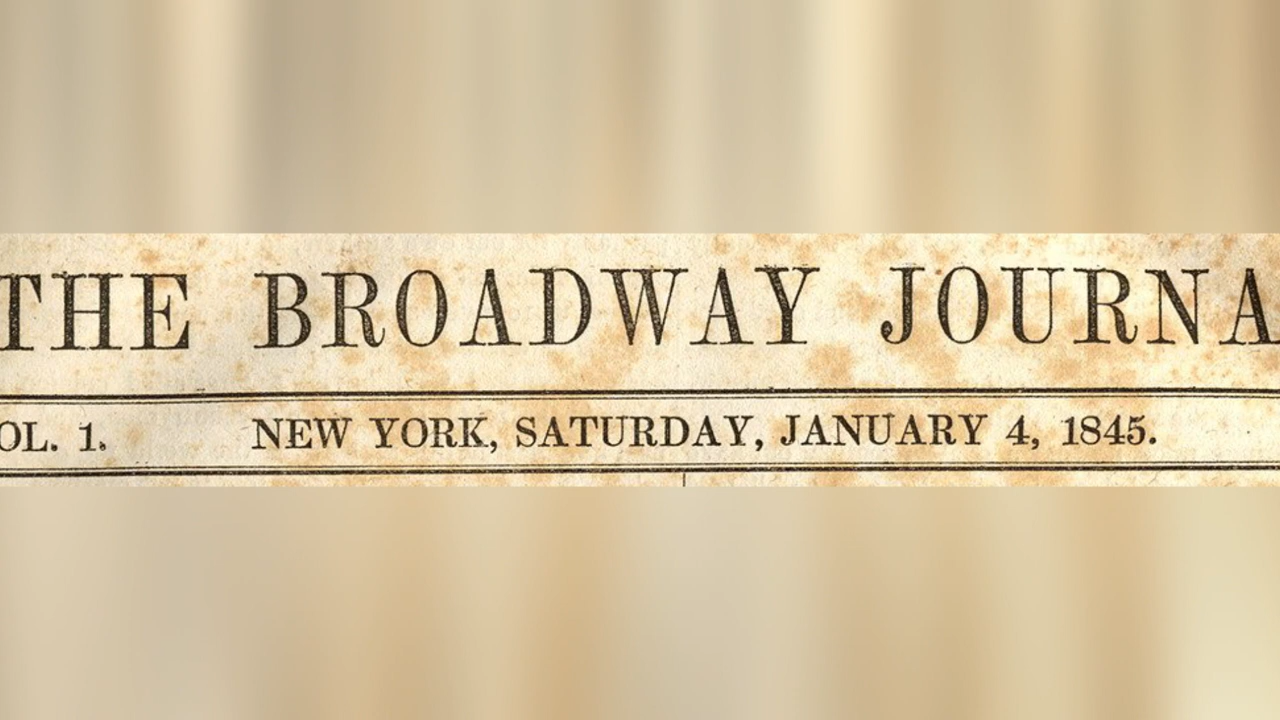 THE BROADWAY JOURNA
OL. 1. NEW YORK, SATURDAY, JANUARY 4, 1845.